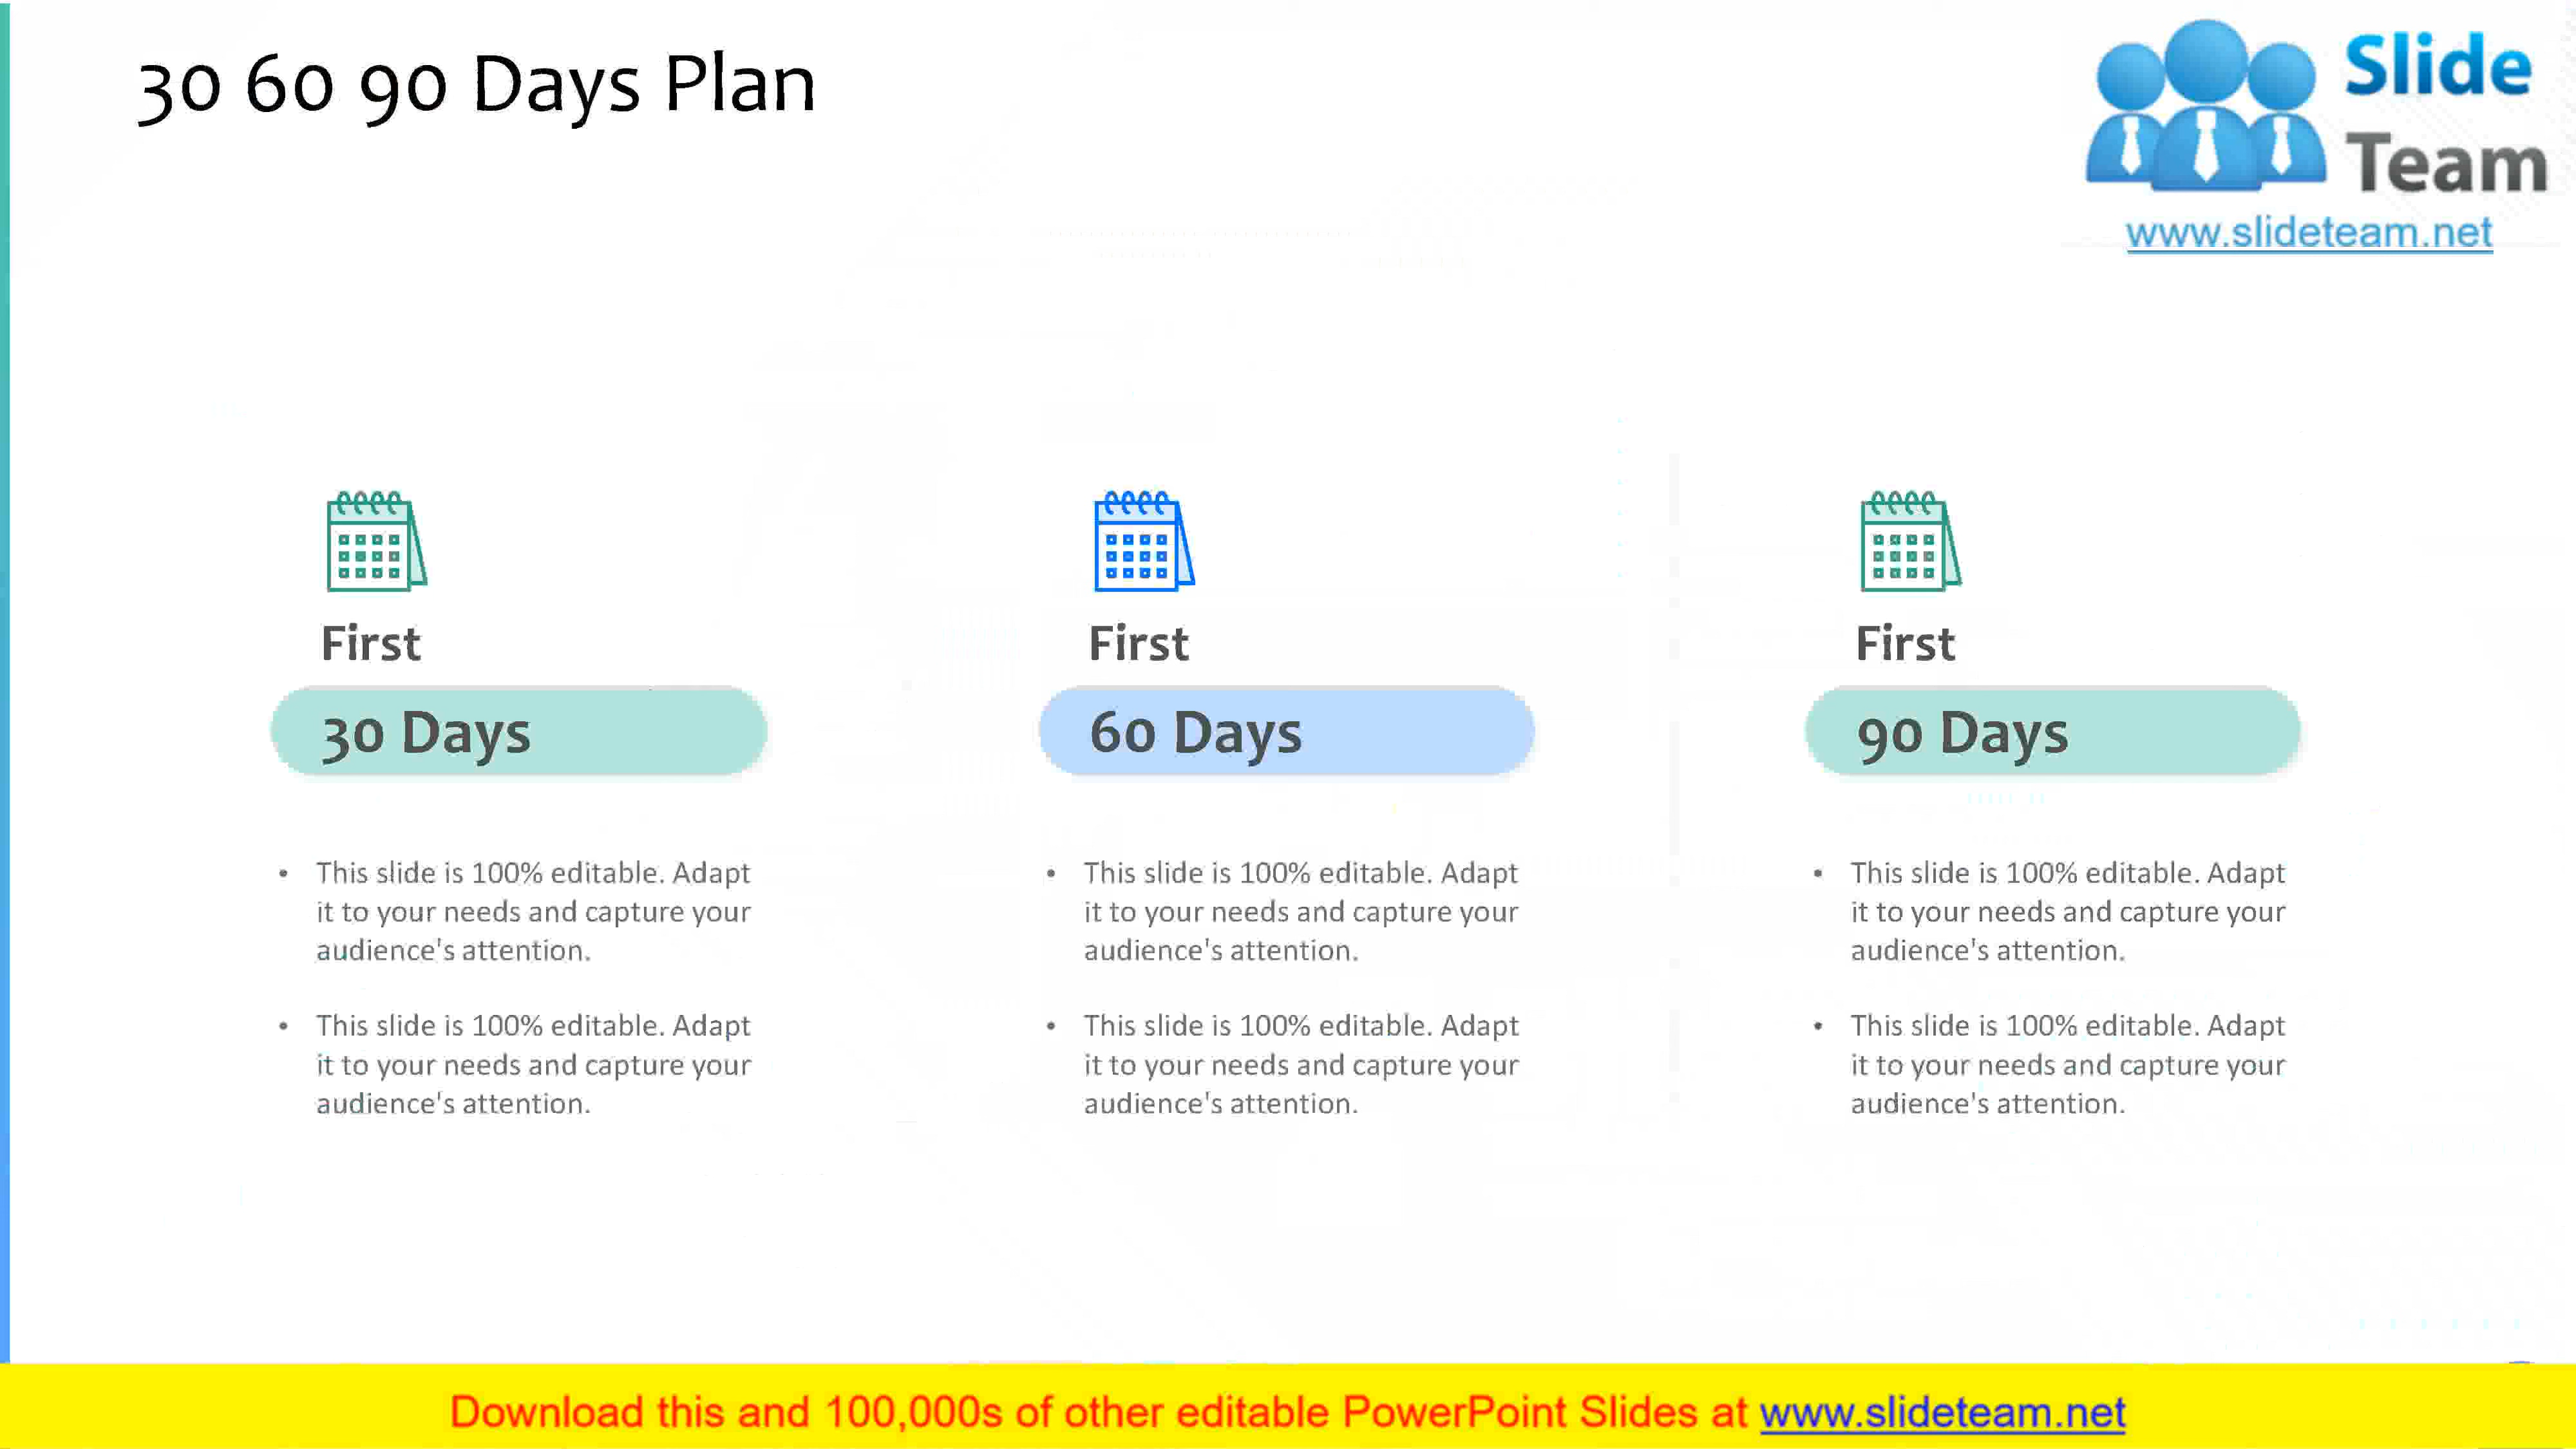 30 60 90 Days Plan
Slide
Team
www.slideteam.net
First
30 Days
• This slide is 100% editable. Adapt
it to your needs and capture your
audience's attention.
• This slide is 100% editable. Adapt
it to your needs and capture your
audience's attention.
First
60 Days
• This slide is 100% editable. Adapt
it to your needs and capture your
audience's attention.
• This slide is 100% editable. Adapt
it to your needs and capture your
audience's attention.
First
90 Days
• This slide is 100% editable. Adapt
it to your needs and capture your
audience's attention.
• This slide is 100% editable. Adapt
it to your needs and capture your
audience's attention.
Download this and 100,000s of other editable PowerPoint Slides at www.slideteam.net